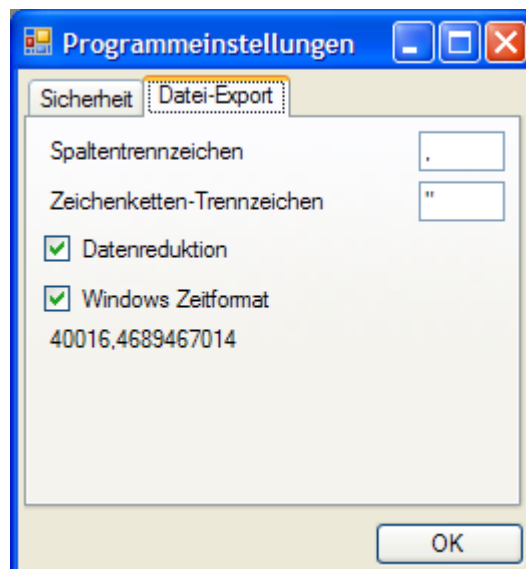 Programmeinstellungen
Sicherheit Datei-Export
Spaltentrennzeichen ,
Zeichenketten-Trennzeichen "
Datenreduktion
Windows Zeitformat
40016,4689467014
OK